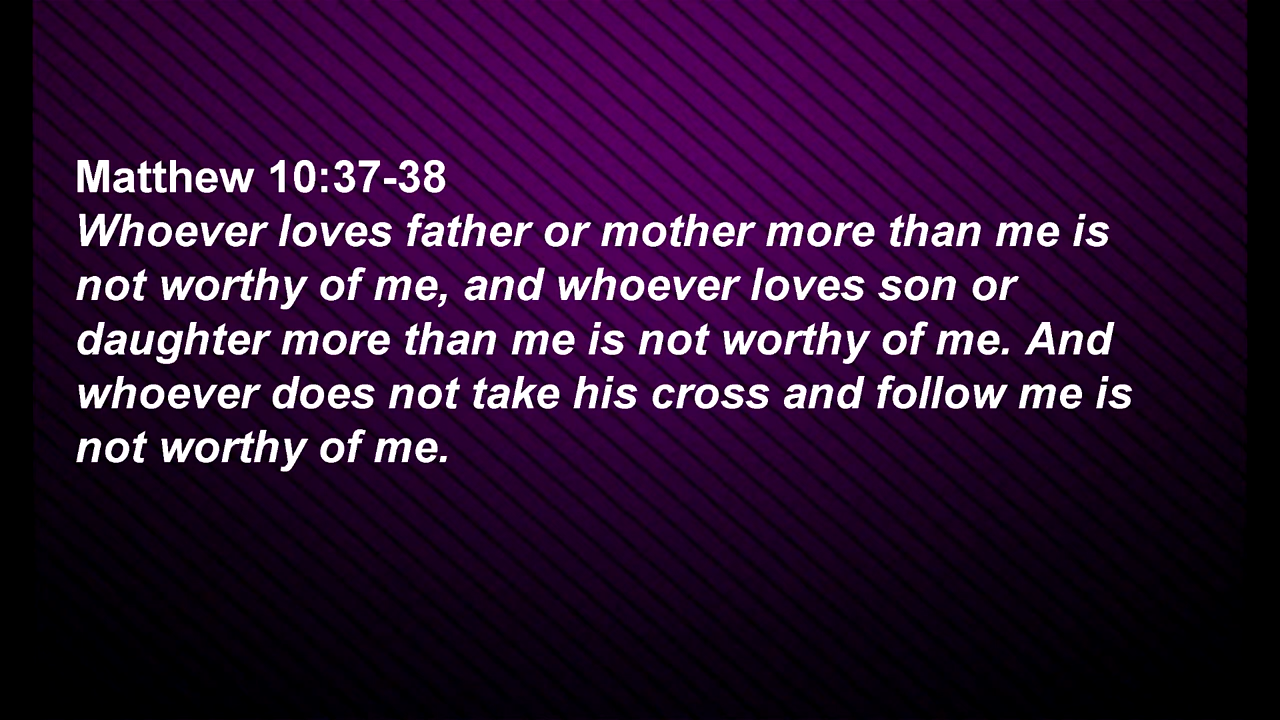 Matthew 10:37-38
Whoever loves father or mother more than me is
not worthy of me, and whoever loves son or
daughter more than me is not worthy of me. And
whoever does not take his cross and follow me is
not worthy of me.